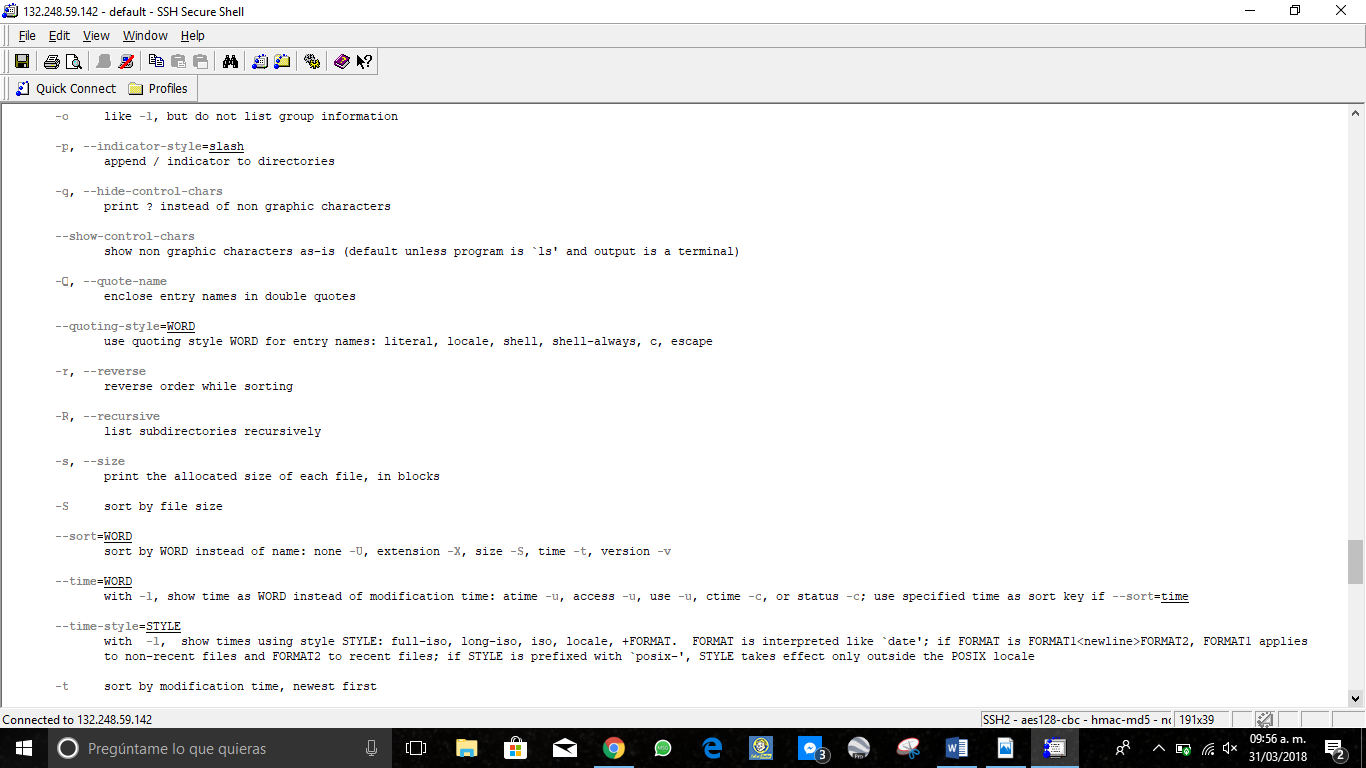 132.248.59.142 - default - SSH Secure Shell
File Edit View Window Help
Quick Connect Profiles
-o like -l, but do not list group information
-p, --indicator-style=slash
append / indicator to directories
-q, --hide-control-chars
print ? instead of non graphic characters
--show-control-chars
show non graphic characters as-is (default unless program is `ls' and output is a terminal)
-Q, --quote-name
enclose entry names in double quotes
--quoting-style=WORD
use quoting style WORD for entry names: literal, locale, shell, shell-always, c, escape
-r, --reverse
reverse order while sorting
-R, --recursive
list subdirectories recursively
-s, --size
print the allocated size of each file, in blocks
-S sort by file size
--sort=WORD
sort by WORD instead of name: none -U, extension -X, size -S, time -t, version -v
--time=WORD
with -l, show time as WORD instead of modification time: atime -u, access -u, use -u, ctime -c, or status -c; use specified time as sort key if --sort=time
--time-style=STYLE
with -l, show times using style STYLE: full-iso, long-iso, iso, locale, +FORMAT. FORMAT is interpreted like `date'; if FORMAT is FORMAT1<newline>FORMAT2, FORMAT1 applies
to non-recent files and FORMAT2 to recent files; if STYLE is prefixed with `posix-', STYLE takes effect only outside the POSIX locale
-t sort by modification time, newest first
Connected to 132.248.59.142
SSH2 - aes128-cbc - hmac-md5 - nc
191x39
Pregúntame lo que quieras
3
Pro
09:56 a. m.
31/03/2018
2